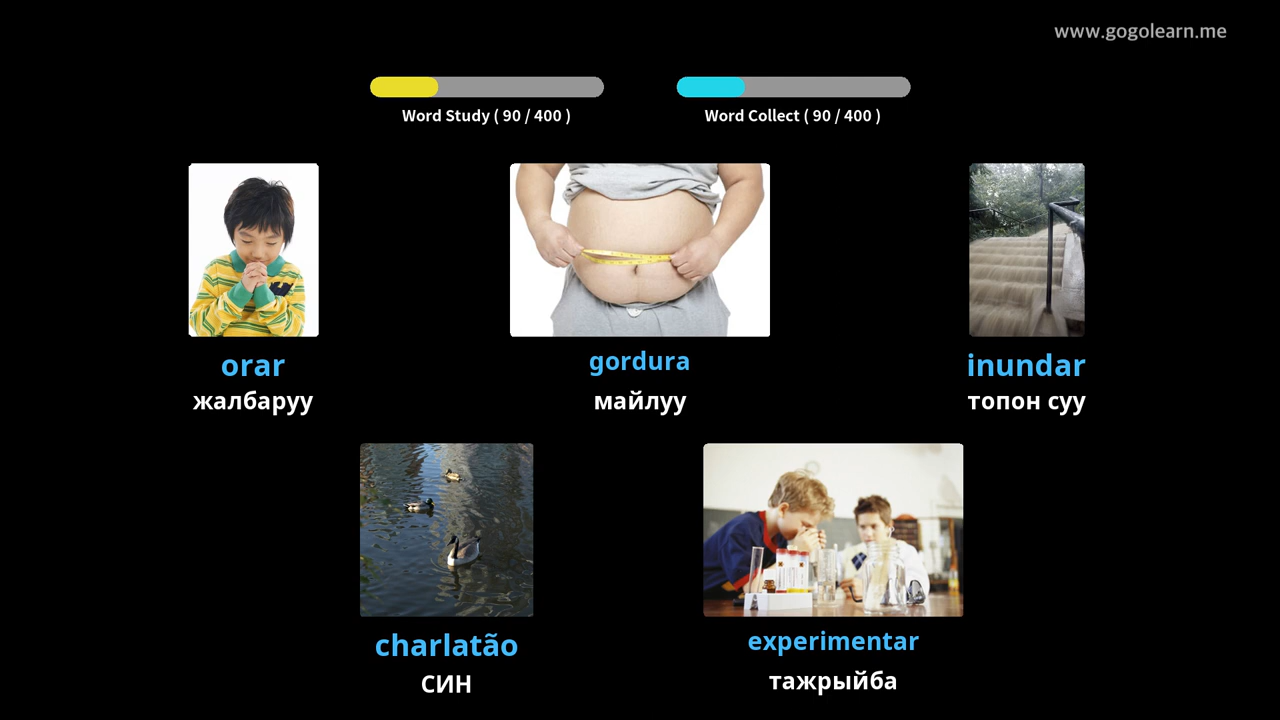 www.gogolearn.me
Word Study ( 90 / 400 )
Word Collect ( 90 / 400 )
orar
жалбаруу
gordura
майлуу
inundar
топон суу
charlatão
СИН
experimentar
тажрыйба